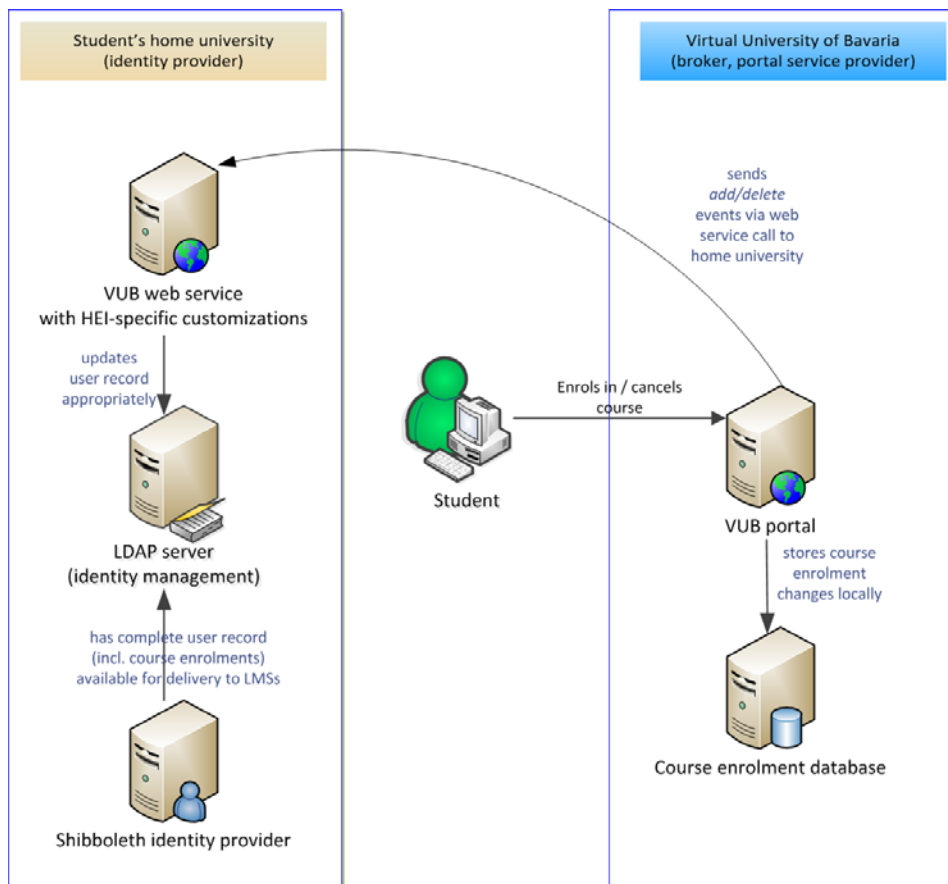 Student's home university
(identity provider)
Virtual University of Bavaria
(broker, portal service provider)
sends
add/delete
events via web
service call to
home university
VUB web service
with HEI-specific customizations
updates
user record
appropriately
Enrols in / cancels
course
Student
VUB portal
LDAP server
(identity management)
stores course
enrolment
changes locally
has complete user record
(incl. course enrolments)
available for delivery to LMSs
Course enrolment database
Shibboleth identity provider